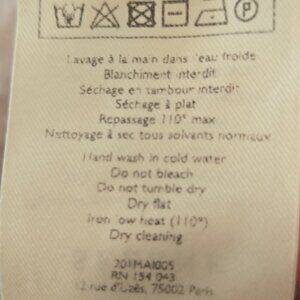 Lavage à la main dans l'eau froide
Blanchiment interdit
Séchage en tambour interdit
Séchage à plat
Repassage 110° max
Nettoyage à sec tous solvants normaux
Hand wash in cold water
Do not bleach
Do not tumble dry
Dry flat
Iron low heat (110°)
Dry cleaning
201MAI005
RN 154 043
12 rue d'Uzès, 75002 Paris